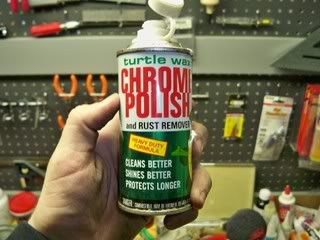 turtle wax
CHROME
POLISH
and RUST REMOVER
HEAVY DUTY
FORMULA
CLEANS BETTER
SHINES BETTER
PROTECTS LONGER